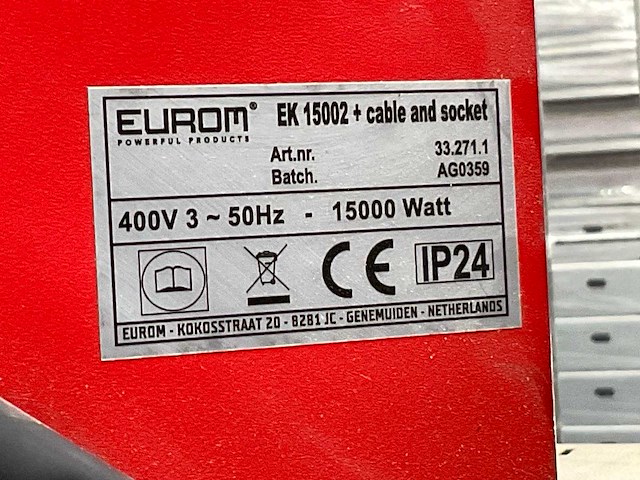 EUROM® EK 15002 + cable and socket
POWERFUL PRODUCTS
Art.nr. 33.271.1
Batch. AG0359
400V 3 ~ 50Hz - 15000 Watt
CE IP24
EUROM - KOKOSSTRAAT 20 - 8281 JC - GENEMUIDEN - NETHERLANDS